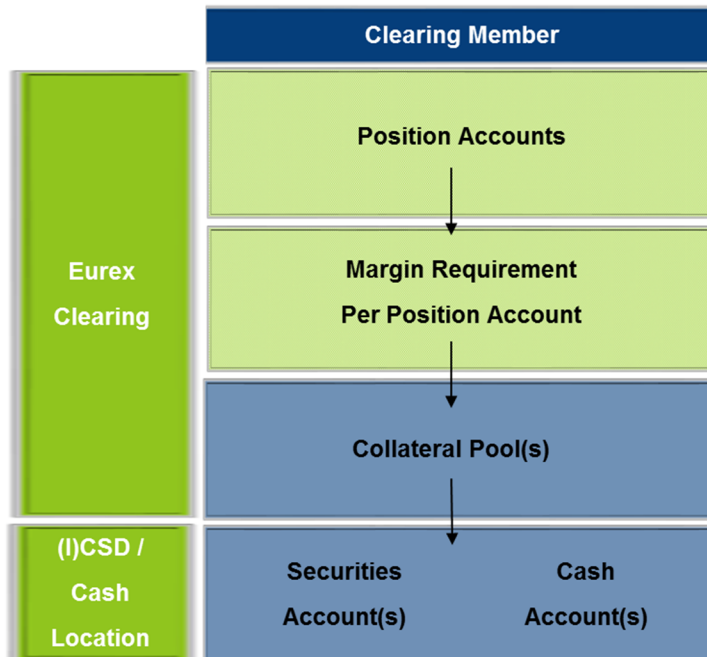 Clearing Member
Position Accounts
Eurex
Clearing
Margin Requirement
Per Position Account
Collateral Pool(s)
(I)CSD /
Cash
Location
Securities
Account(s)
Cash
Account(s)